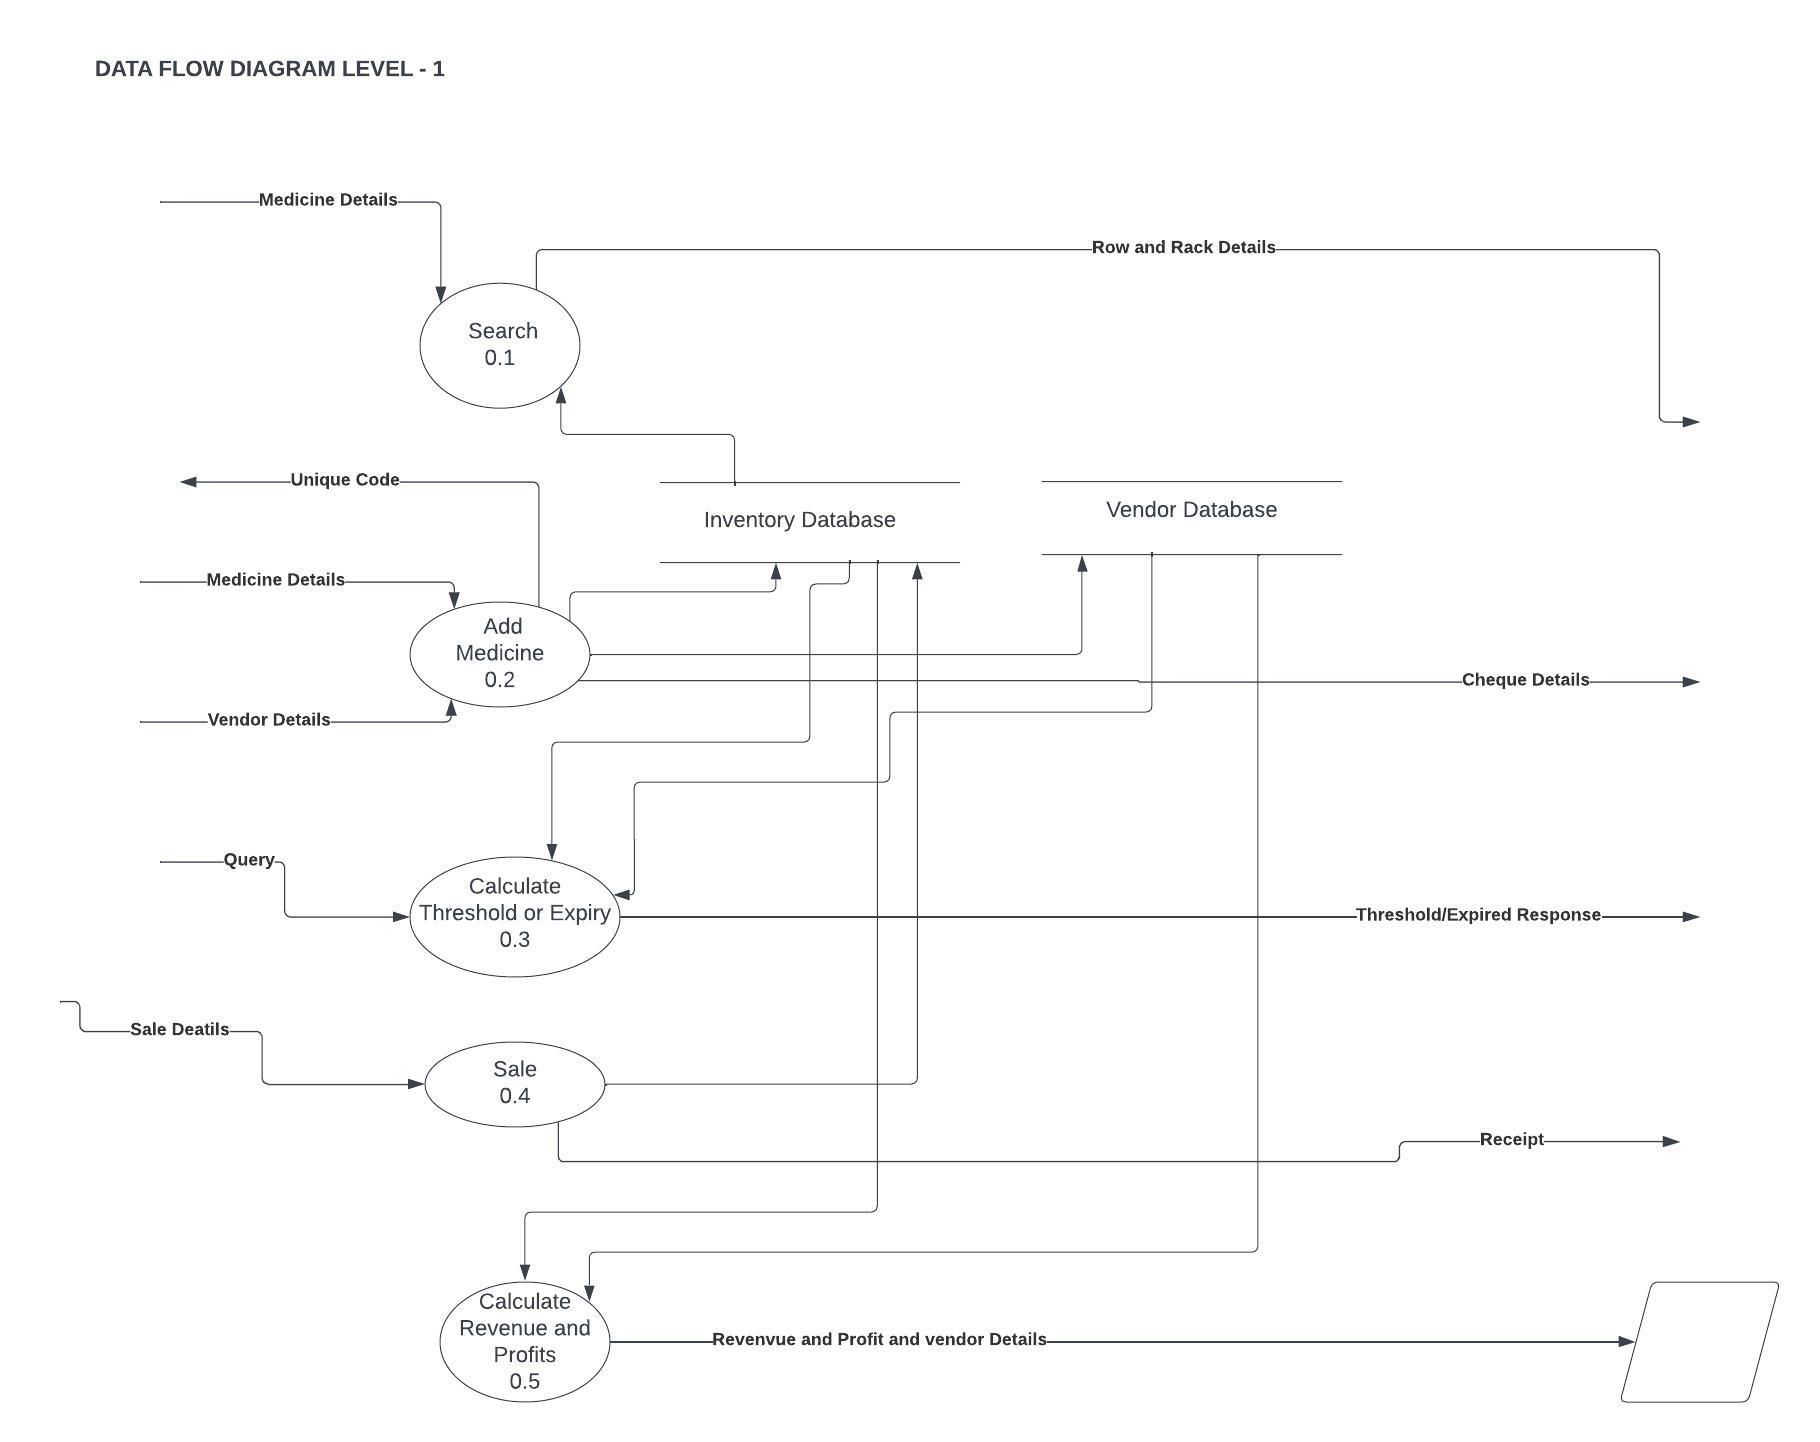 DATA FLOW DIAGRAM LEVEL - 1
Medicine Details
Row and Rack Details
Search
0.1
Unique Code
Inventory Database
Vendor Database
Medicine Details
Add
Medicine
0.2
Cheque Details
Vendor Details
Query
Calculate
Threshold or Expiry
0.3
Threshold/Expired Response
Sale Deatils
Sale
0.4
Receipt
Calculate
Revenue and
Profits
0.5
Revenvue and Profit and vendor Details